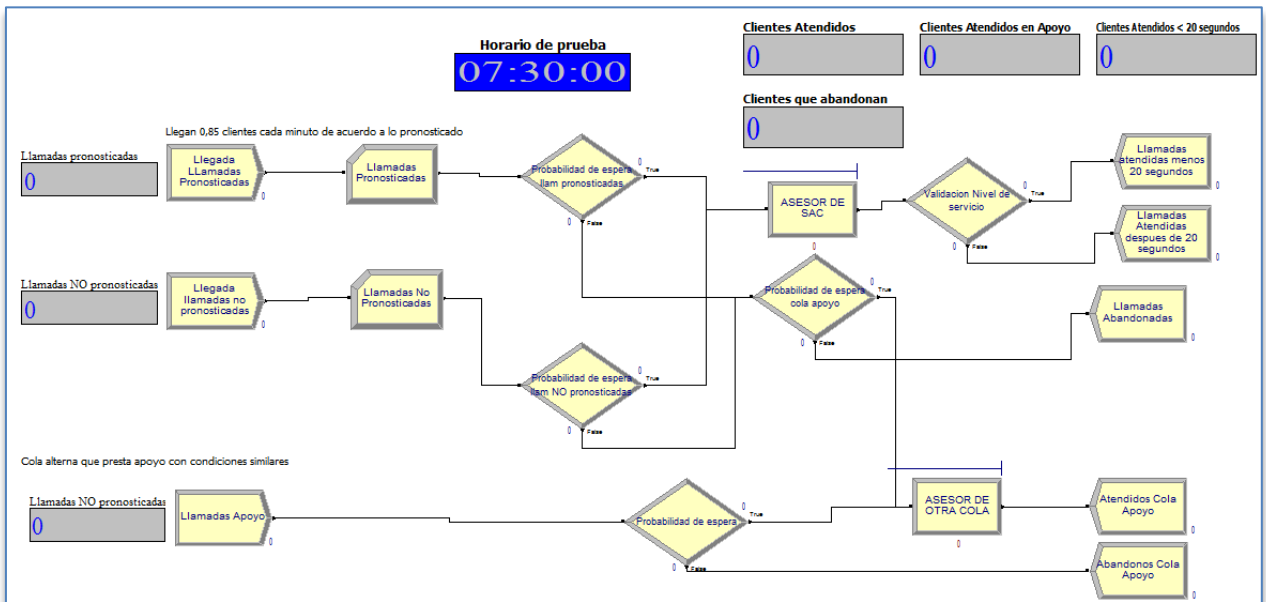 Clientes Atendidos
0
Clientes Atendidos en Apoyo
0
Clientes Atendidos < 20 segundos
0
Horario de prueba
07:30:00
Clientes que abandonan
0
Llegan 0,85 clientes cada minuto de acuerdo a lo pronosticado
Llamadas pronosticadas
0
Llegada
LLamadas
Pronosticadas
0
Llamadas
Pronosticadas
Probabilidad de espera
llam pronosticadas
0
True
0
False
ASESOR DE
SAC
0
Validacion Nivel de
servicio
0
True
0
False
Llamadas
atendidas menos
20 segundos
0
Llamadas
Atendidas
despues de 20
segundos
0
Llamadas NO pronosticadas
0
Llegada
llamadas no
pronosticadas
0
Llamadas No
Pronosticadas
Probabilidad de espera
cola apoyo
0
True
0
False
Llamadas
Abandonadas
0
Probabilidad de espera
llam NO pronosticadas
0
True
0
False
Cola alterna que presta apoyo con condiciones similares
Llamadas NO pronosticadas
0
Llamadas Apoyo
0
Probabilidad de espera
0
True
0
False
ASESOR DE
OTRA COLA
0
Atendidos Cola
Apoyo
0
Abandonos Cola
Apoyo
0